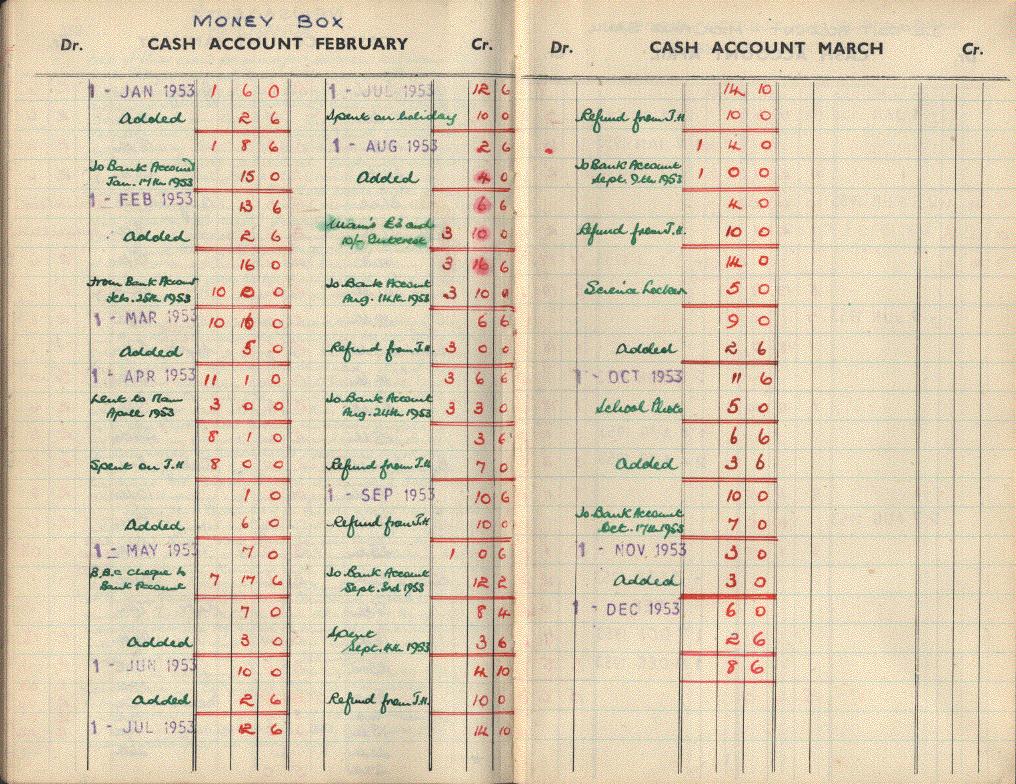 MONEY BOX
Dr. CASH ACCOUNT FEBRUARY Cr.
1 - JAN 1953 1 6 0
Added 2 6
1 8 6
To Bank Account
Jan. 17th 1953 15 0
1 - FEB 1953 13 6
Added 2 6
16 0
From Bank Account
Feb. 25th 1953 10 0 0
1 - MAR 1953 10 16 0
Added 5 0
1 - APR 1953 11 1 0
Lent to Mam
April 1953 3 0 0
8 1 0
Spent on T.H 8 0 0
1 0
Added 6 0
1 - MAY 1953 7 0
B.B.C Cheque to
Bank Account 7 17 6
7 0
Added 3 0
1 - JUN 1953 10 0
Added 2 6
1 - JUL 1953 12 6
1 - JUL 1953 12 6
Spent on holiday 10 0
1 - AUG 1953 2 6
Added 4 0
6 6
Mam's £3 and
10/- Interest 3 10 0
3 16 6
To Bank Account
Aug. 14th 1953 3 10 0
6 6
Refund from T.H. 3 0 0
3 6 6
To Bank Account
Aug. 24th 1953 3 3 0
3 6
Refund from T.H 7 0
1 - SEP 1953 10 6
Refund from T.H 10 0
1 0 6
To Bank Account
Sept. 3rd 1953 12 2
8 4
Spent
Sept. 4th 1953 3 6
4 10
Refund from T.H. 10 0
14 10
Dr. CASH ACCOUNT MARCH Cr.
14 10
Refund from T.H 10 0
1 4 0
To Bank Account
Sept. 9th 1953 1 0 0
4 0
Refund from T.H. 10 0
14 0
Science Locker 5 0
9 0
Added 2 6
1 - OCT 1953 11 6
School Photo 5 0
6 6
Added 3 6
10 0
To Bank Account
Oct. 17th 1953 7 0
1 - NOV 1953 3 0
Added 3 0
1 - DEC 1953 6 0
2 6
8 6